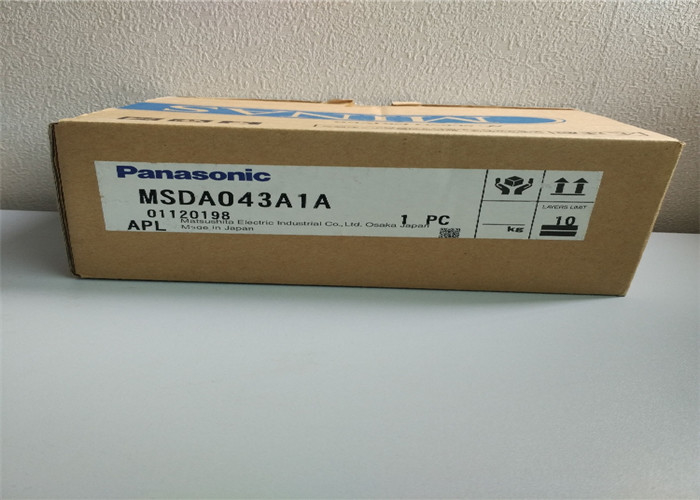 MINAS
Panasonic
MSDA043A1A
01120198
1 PC
Matsushita Electric Industrial Co.,Ltd. Osaka Japan
APL
Made in Japan
KG
LAYERS LIMIT
10